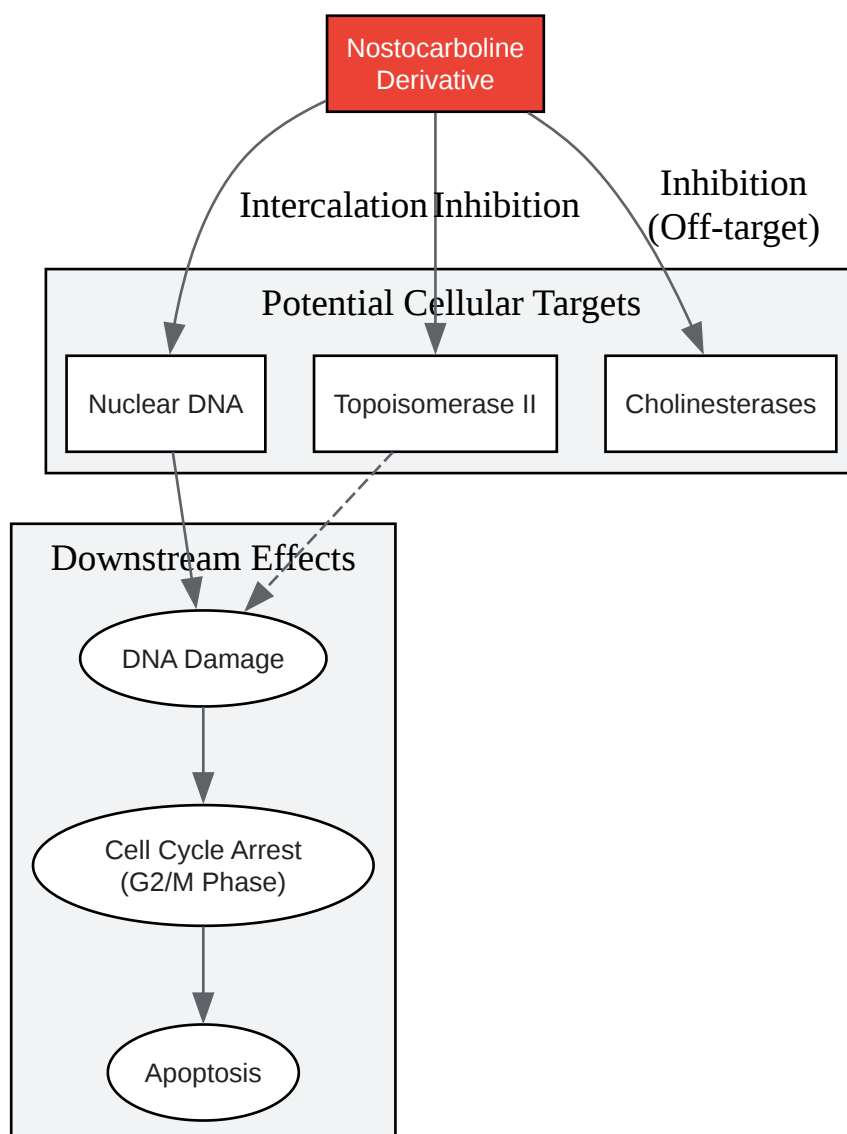 Nostocarboline
Derivative
Intercalation
Inhibition
Inhibition
(Off-target)
Potential Cellular Targets
Nuclear DNA
Topoisomerase II
Cholinesterases
Downstream Effects
DNA Damage
Cell Cycle Arrest
(G2/M Phase)
Apoptosis